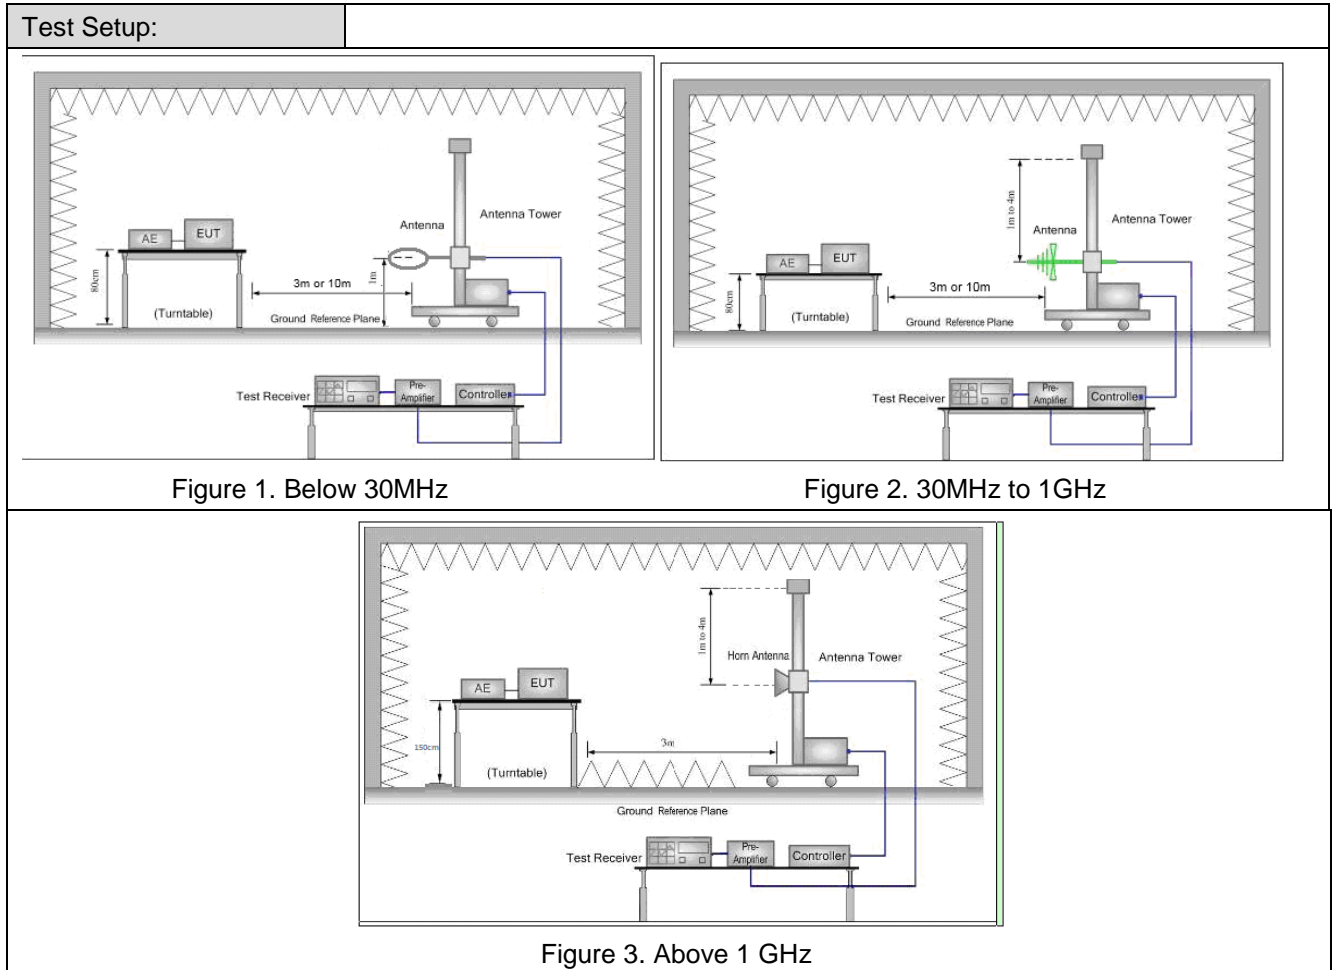 Test Setup:
Antenna
Antenna Tower
AE
EUT
80cm
1m
3m or 10m
(Turntable)
Ground Reference Plane
Test Receiver
Pre-
Amplifier
Controller
Figure 1. Below 30MHz
1m to 4m
Antenna
Antenna Tower
AE
EUT
80cm
3m or 10m
(Turntable)
Ground Reference Plane
Test Receiver
Pre-
Amplifier
Controller
Figure 2. 30MHz to 1GHz
1m to 4m
Horn Antenna
Antenna Tower
AE
EUT
150cm
3m
(Turntable)
Ground Reference Plane
Test Receiver
Pre-
Amplifier
Controller
Figure 3. Above 1 GHz